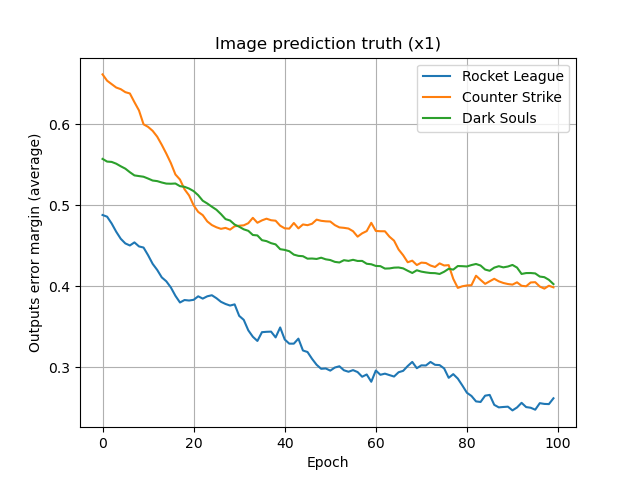 Image prediction truth (x1)
Rocket League
Counter Strike
Dark Souls
Outputs error margin (average)
0.6
0.5
0.4
0.3
0 20 40 60 80 100
Epoch